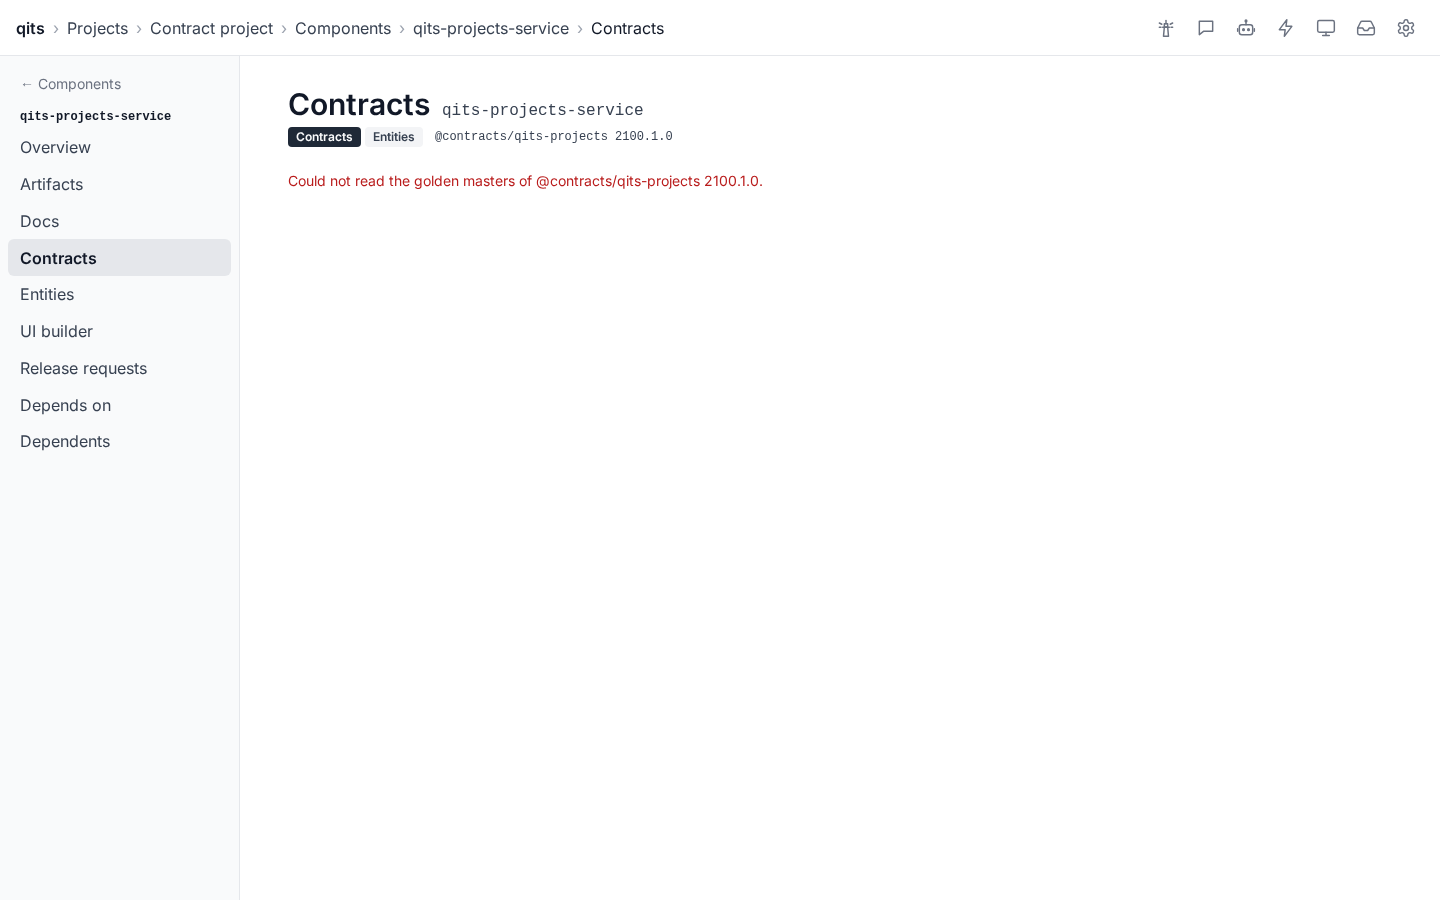 qits › Projects › Contract project › Components › qits-projects-service › Contracts
← Components
qits-projects-service
Overview
Artifacts
Docs
Contracts
Entities
UI builder
Release requests
Depends on
Dependents
Contracts qits-projects-service
Contracts Entities @contracts/qits-projects 2100.1.0
Could not read the golden masters of @contracts/qits-projects 2100.1.0.